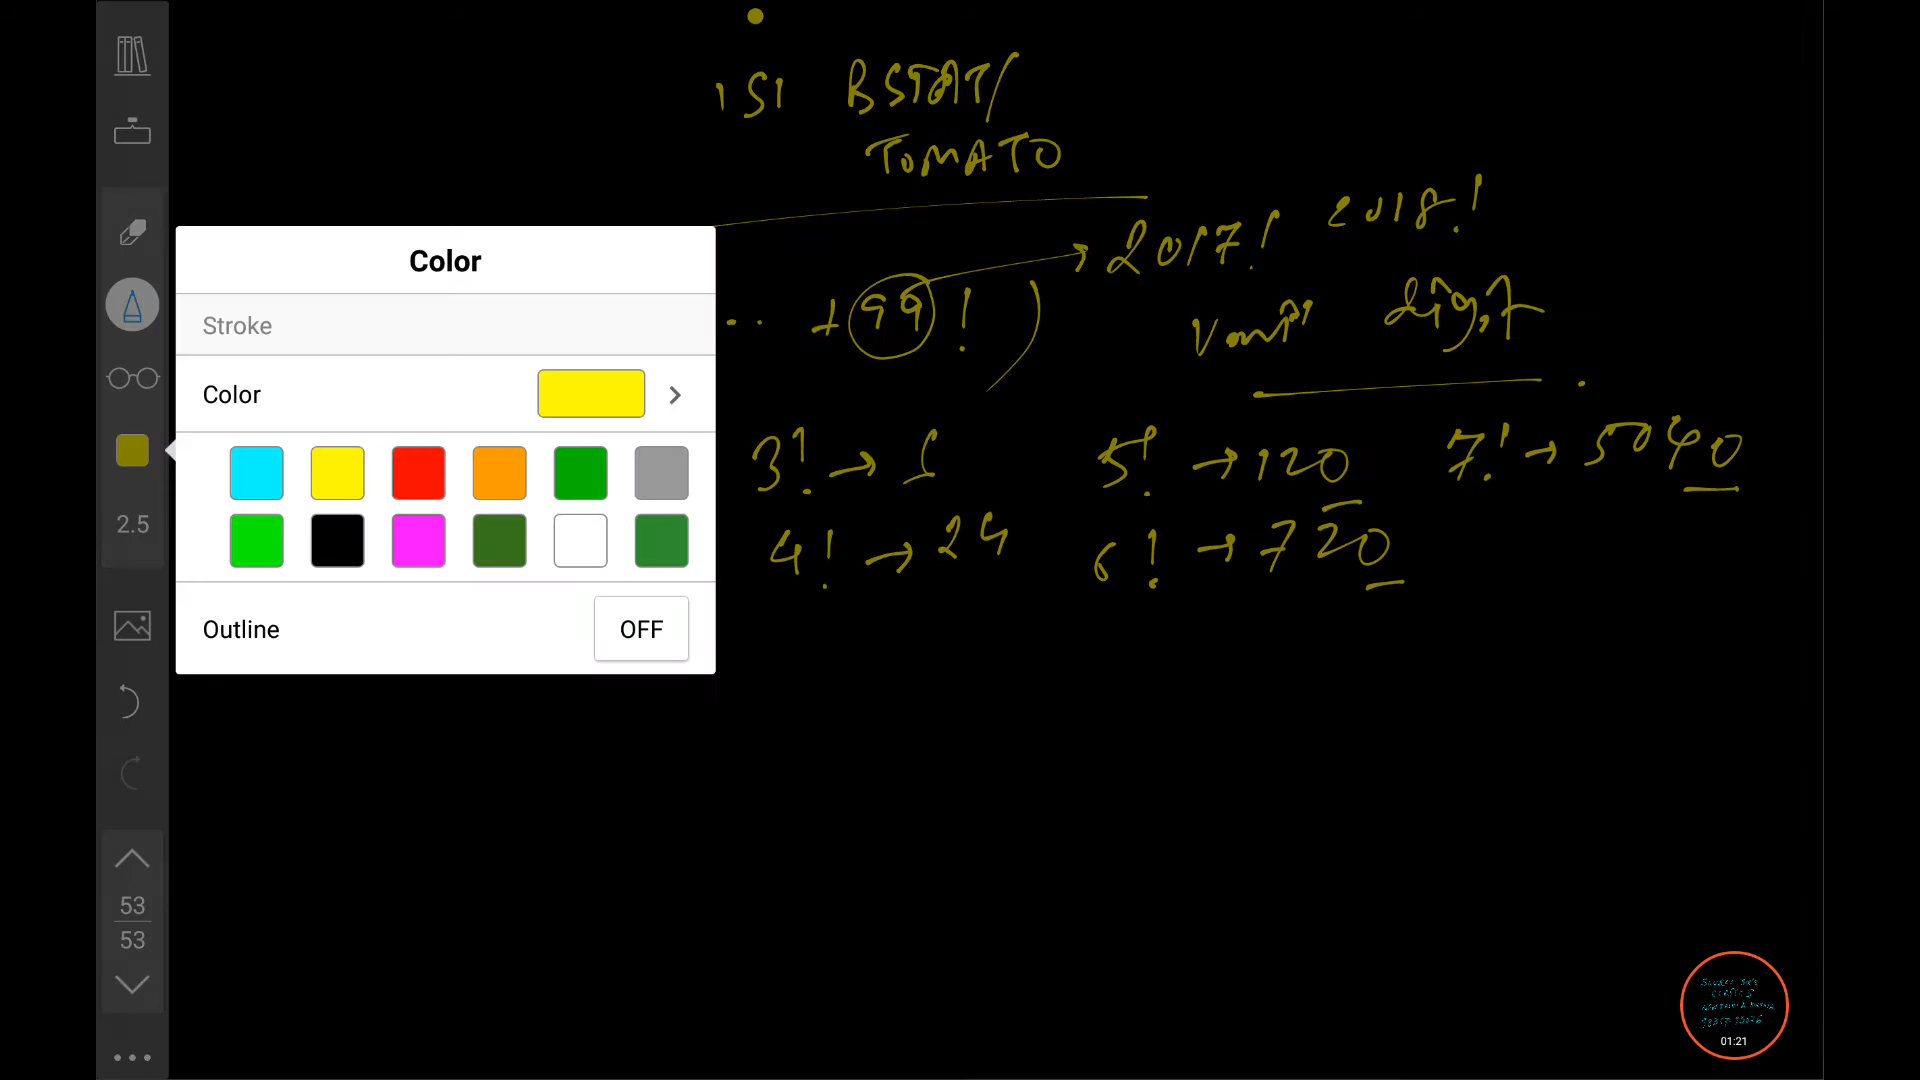 ISI BSTAT/
TOMATO
2017! 2018!
.. + 99! )
digit
3! → 6 5! → 120 7! → 5040
4! → 24 6! → 720
Color
Stroke
Color
Outline OFF
2.5
53
53
01:21